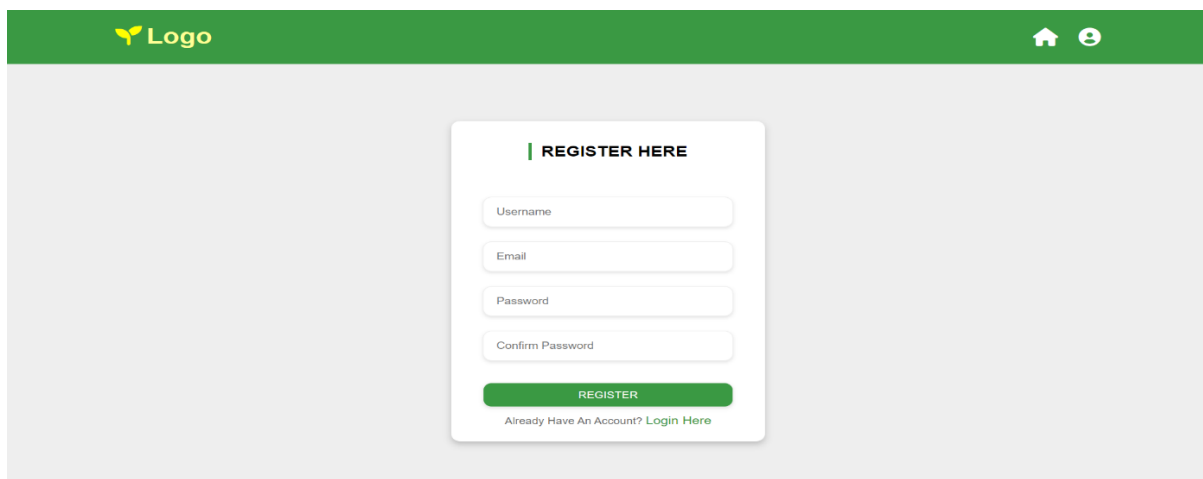 Logo
REGISTER HERE
Username
Email
Password
Confirm Password
REGISTER
Already Have An Account? Login Here